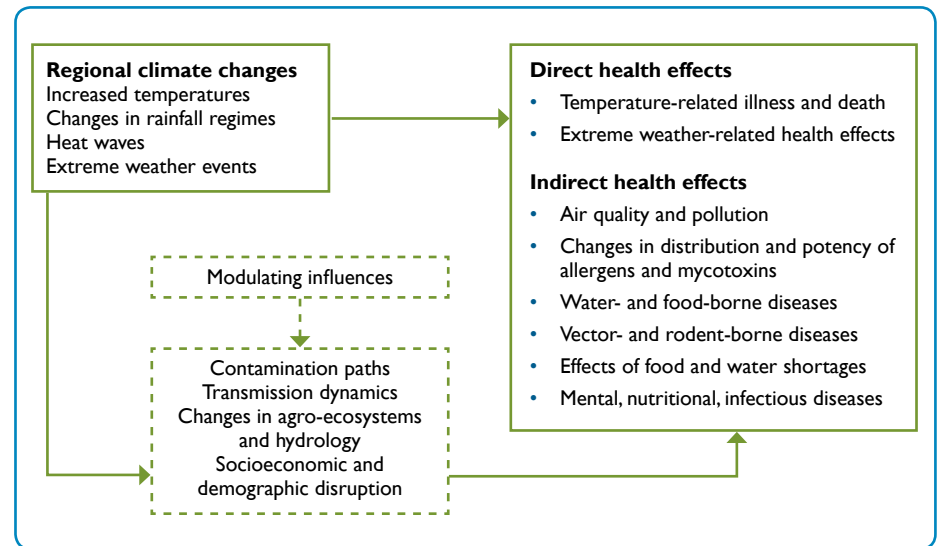 Regional climate changes
Increased temperatures
Changes in rainfall regimes
Heat waves
Extreme weather events
Modulating influences
Contamination paths
Transmission dynamics
Changes in agro-ecosystems
and hydrology
Socioeconomic and
demographic disruption
Direct health effects
• Temperature-related illness and death
• Extreme weather-related health effects
Indirect health effects
• Air quality and pollution
• Changes in distribution and potency of
allergens and mycotoxins
• Water- and food-borne diseases
• Vector- and rodent-borne diseases
• Effects of food and water shortages
• Mental, nutritional, infectious diseases